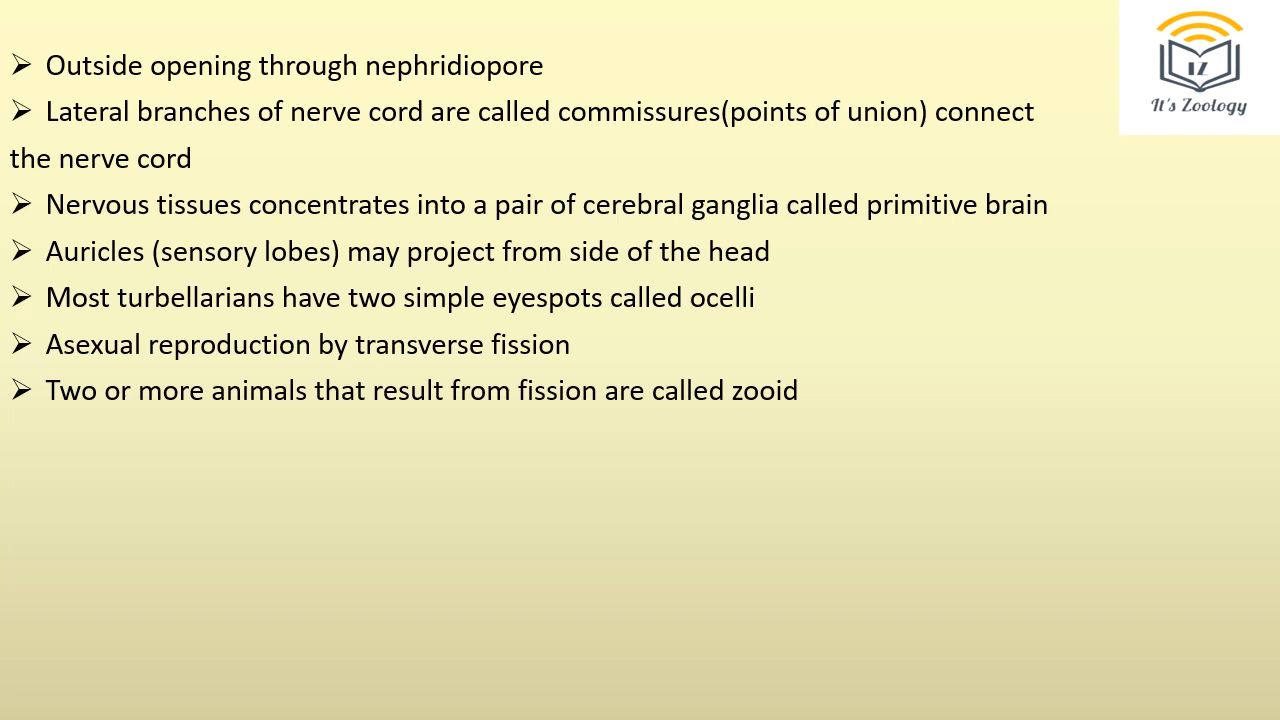 ➢ Outside opening through nephridiopore
➢ Lateral branches of nerve cord are called commissures(points of union) connect
the nerve cord
➢ Nervous tissues concentrates into a pair of cerebral ganglia called primitive brain
➢ Auricles (sensory lobes) may project from side of the head
➢ Most turbellarians have two simple eyespots called ocelli
➢ Asexual reproduction by transverse fission
➢ Two or more animals that result from fission are called zooid
IZ
It's Zoology